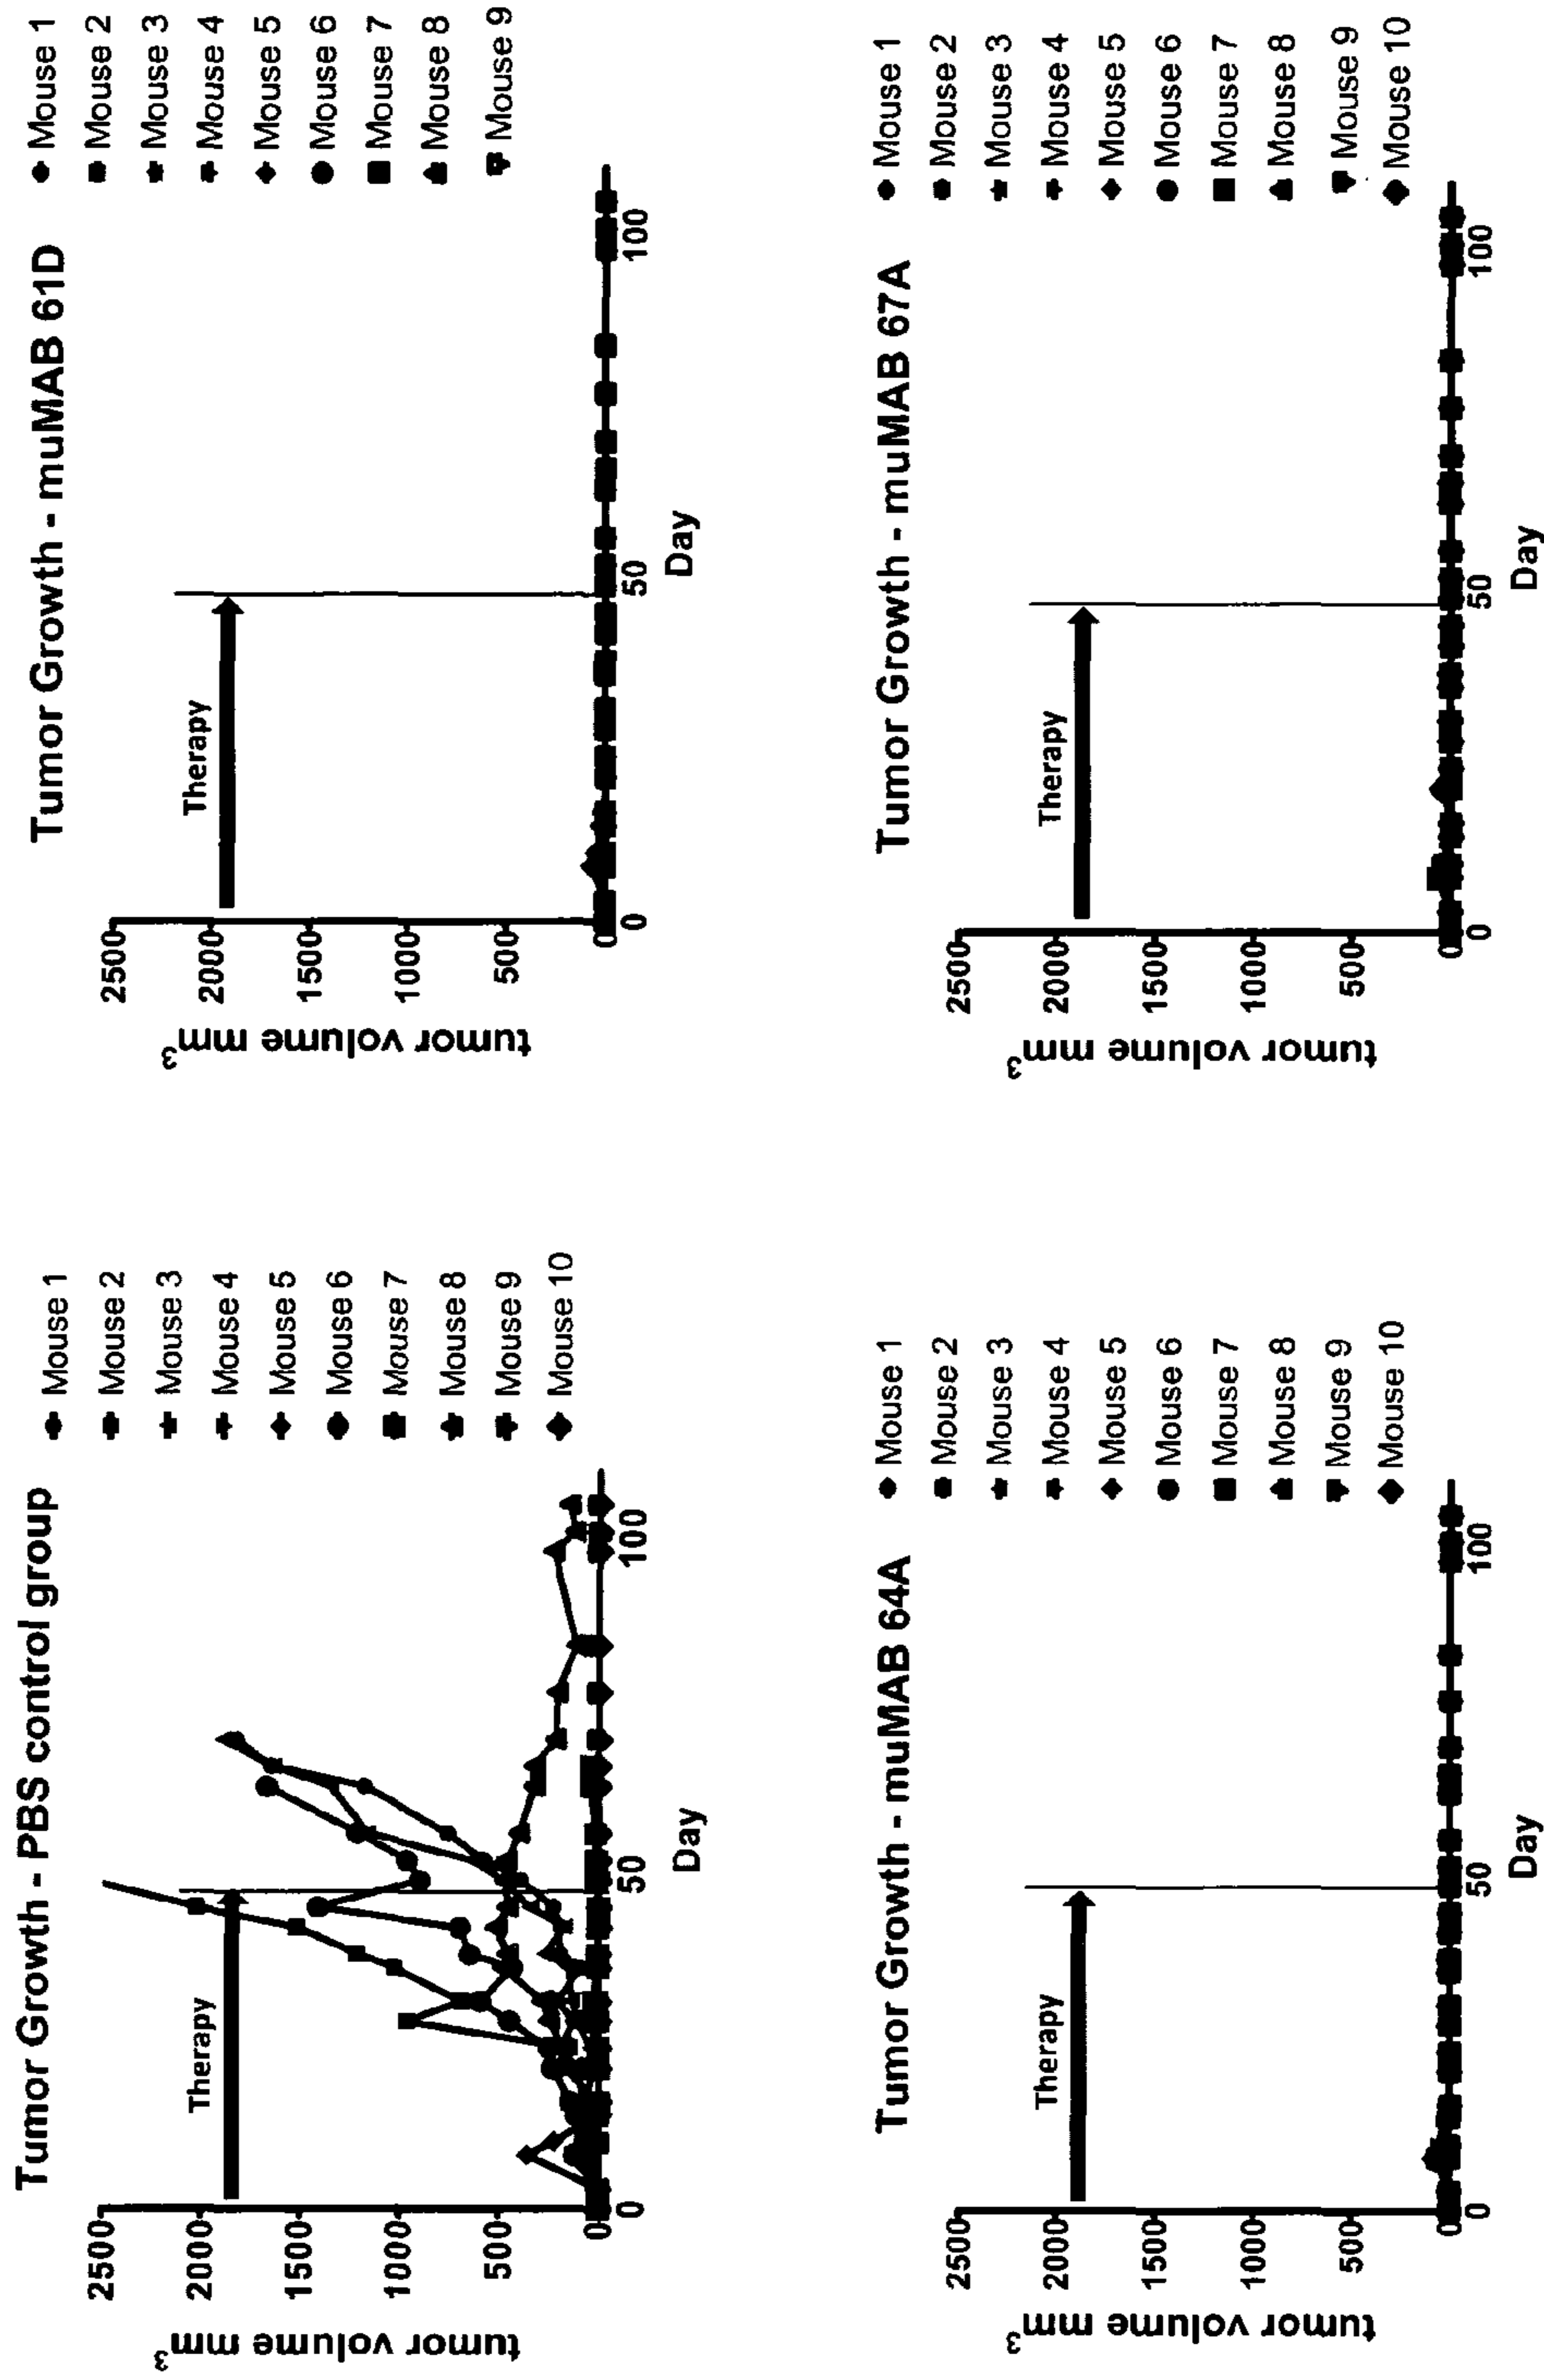 Tumor Growth - PBS control group
tumor volume mm³
2500
2000
1500
1000
500
0
Therapy
0
50
100
Day
Mouse 1
Mouse 2
Mouse 3
Mouse 4
Mouse 5
Mouse 6
Mouse 7
Mouse 8
Mouse 9
Mouse 10
Tumor Growth - muMAB 61D
tumor volume mm³
2500
2000
1500
1000
500
0
Therapy
0
50
100
Day
Mouse 1
Mouse 2
Mouse 3
Mouse 4
Mouse 5
Mouse 6
Mouse 7
Mouse 8
Mouse 9
Tumor Growth - muMAB 64A
tumor volume mm³
2500
2000
1500
1000
500
0
Therapy
0
50
100
Day
Mouse 1
Mouse 2
Mouse 3
Mouse 4
Mouse 5
Mouse 6
Mouse 7
Mouse 8
Mouse 9
Mouse 10
Tumor Growth - muMAB 67A
tumor volume mm³
2500
2000
1500
1000
500
0
Therapy
0
50
100
Day
Mouse 1
Mouse 2
Mouse 3
Mouse 4
Mouse 5
Mouse 6
Mouse 7
Mouse 8
Mouse 9
Mouse 10